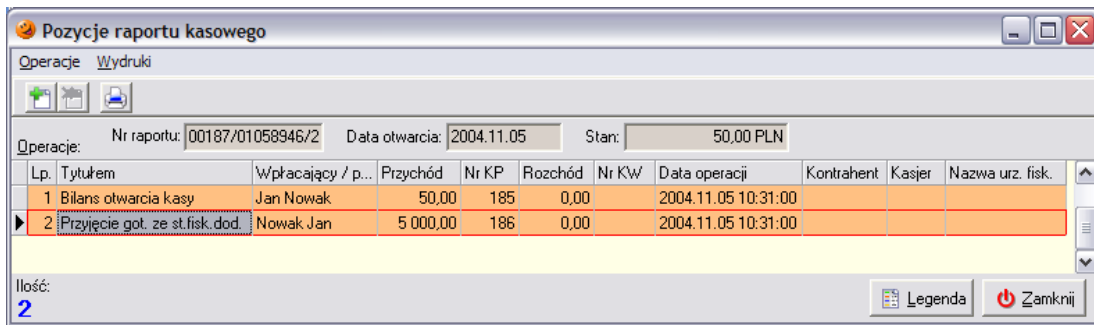 Pozycje raportu kasowego
Operacje Wydruki
Operacje: Nr raportu: 00187/01058946/2 Data otwarcia: 2004.11.05 Stan: 50,00 PLN
Lp. Tytułem Wpłacający / p... Przychód Nr KP Rozchód Nr KW Data operacji Kontrahent Kasjer Nazwa urz. fisk.
1 Bilans otwarcia kasy Jan Nowak 50,00 185 0,00 2004.11.05 10:31:00
2 Przyjęcie got. ze st.fisk.dod. Nowak Jan 5 000,00 186 0,00 2004.11.05 10:31:00
Ilość:
2
Legenda Zamknij